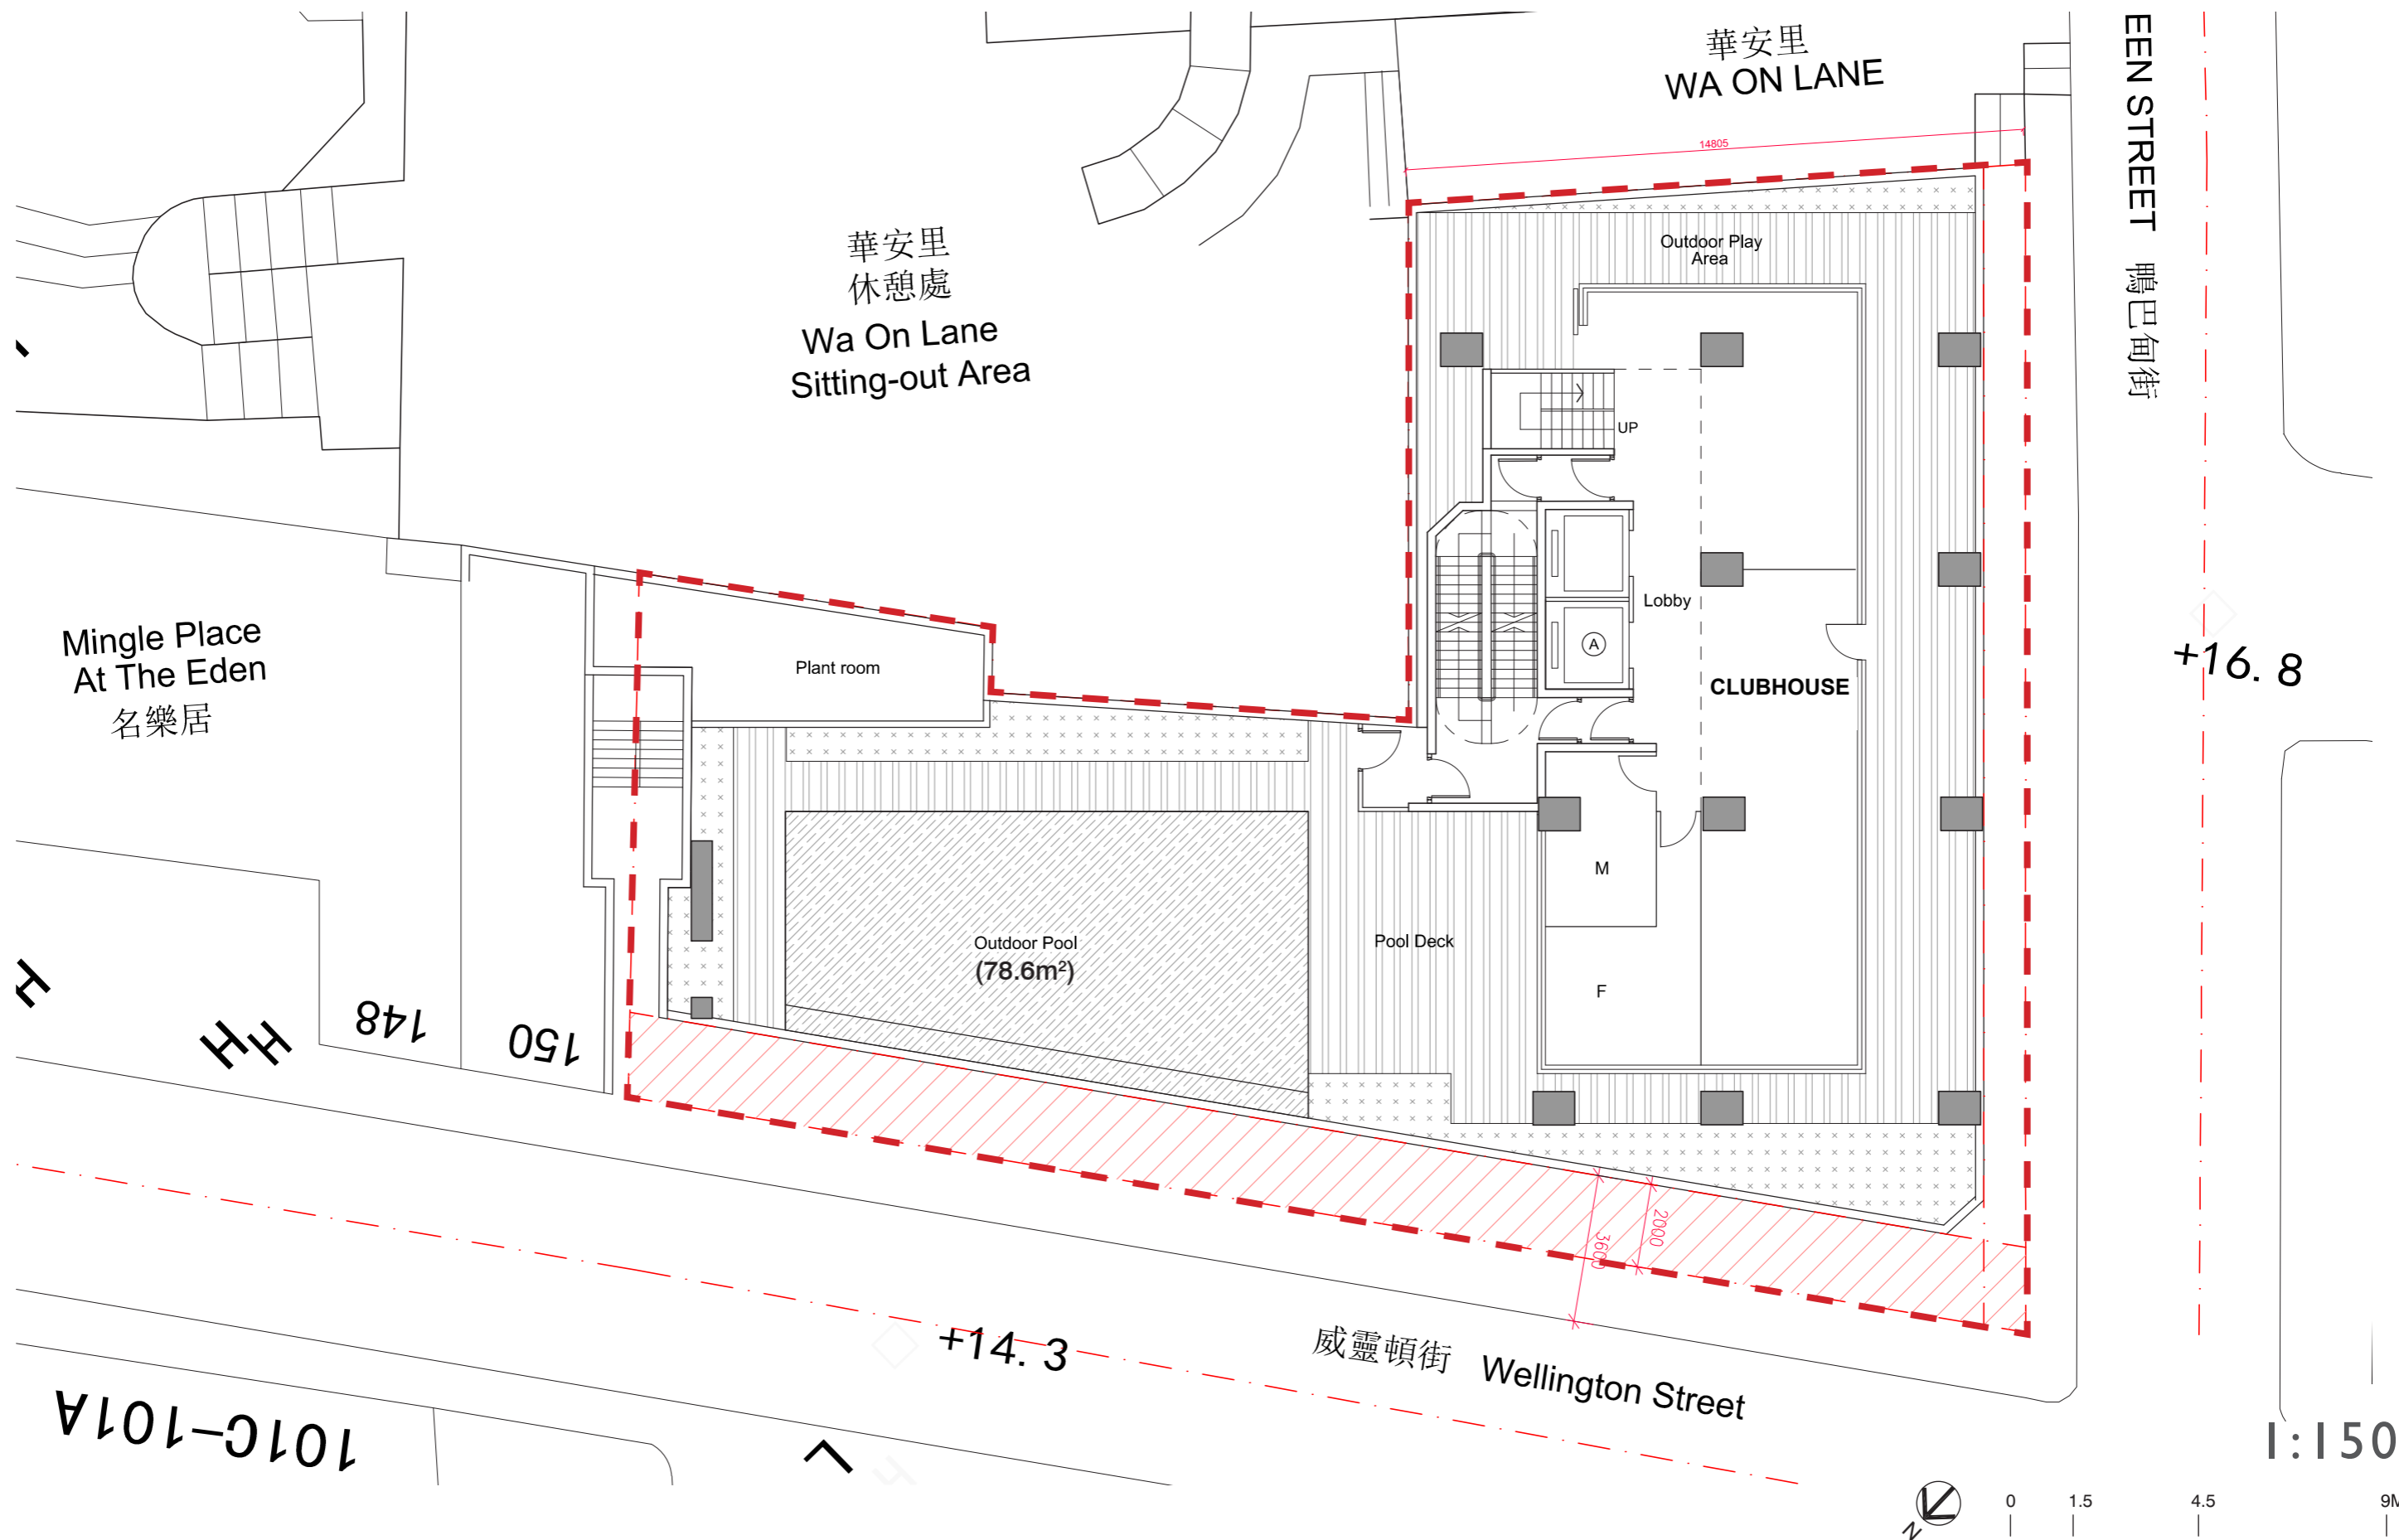 華安里
WA ON LANE
EEN STREET 鴨巴甸街
14805
華安里
休憩處
Wa On Lane
Sitting-out Area
Outdoor Play
Area
UP
Lobby
A
CLUBHOUSE
+16. 8
Mingle Place
At The Eden
名樂居
Plant room
M
F
Outdoor Pool
(78.6m²)
Pool Deck
H
HH
148
150
2000
3600
+14. 3
威靈頓街 Wellington Street
101C-101A
1:150
N
0 1.5 4.5 9M